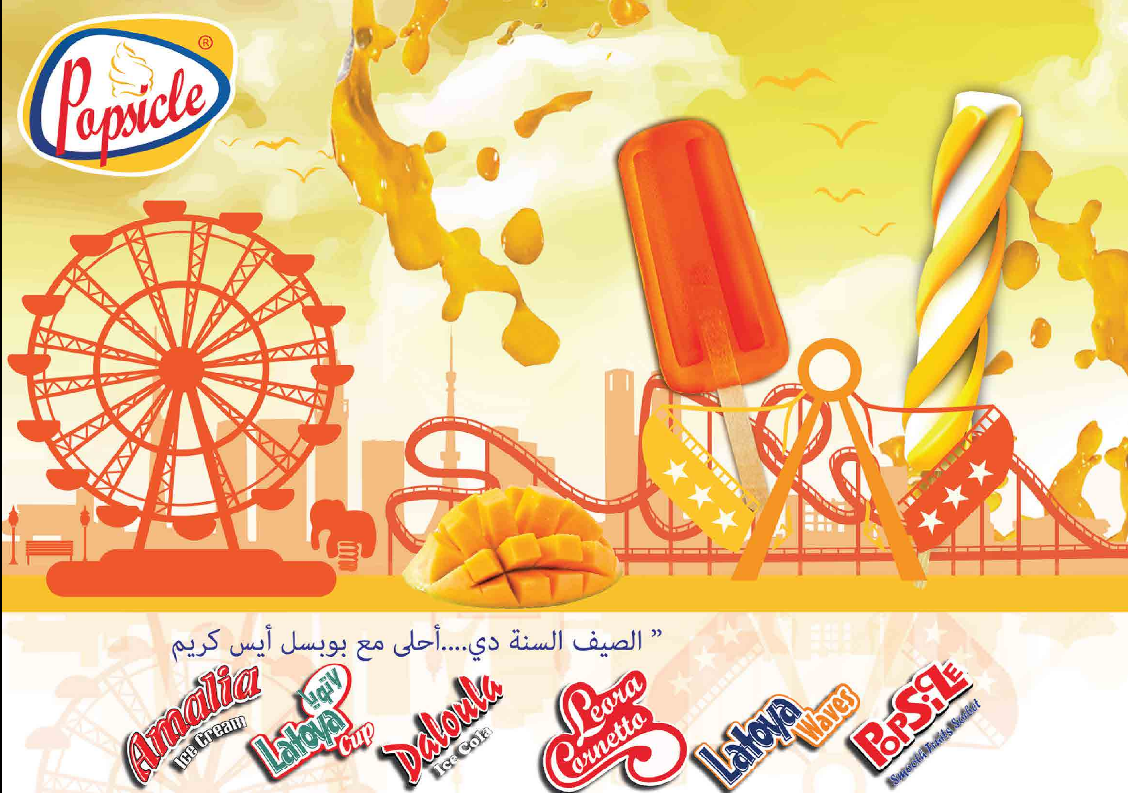 Popsicle ®
” الصيف السنة دي....أحلى مع بوبسل أيس كريم
Amalia
Ice Cream
لاتويا
Latoya
Cup
Daloula
Ice Cola
Leora
Cornetto
Latoya
Waves
POPSiCLE